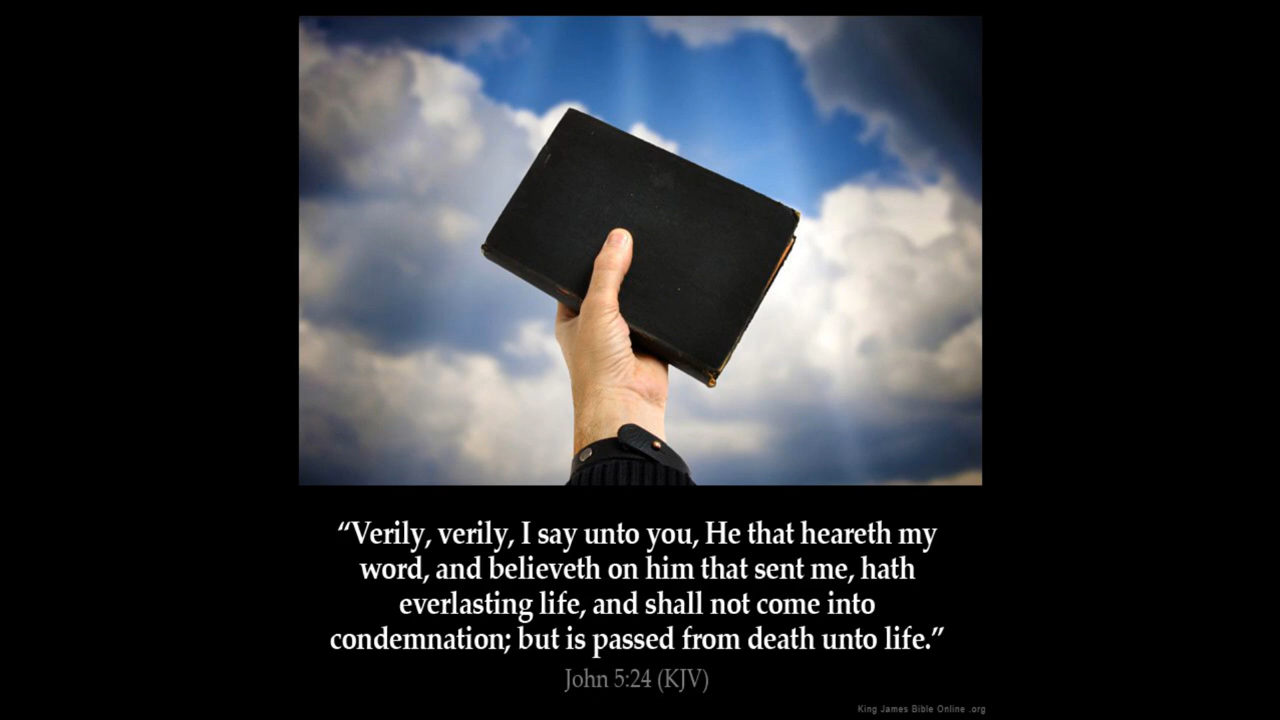 “Verily, verily, I say unto you, He that heareth my
word, and believeth on him that sent me, hath
everlasting life, and shall not come into
condemnation; but is passed from death unto life.”
John 5:24 (KJV)
King James Bible Online .org